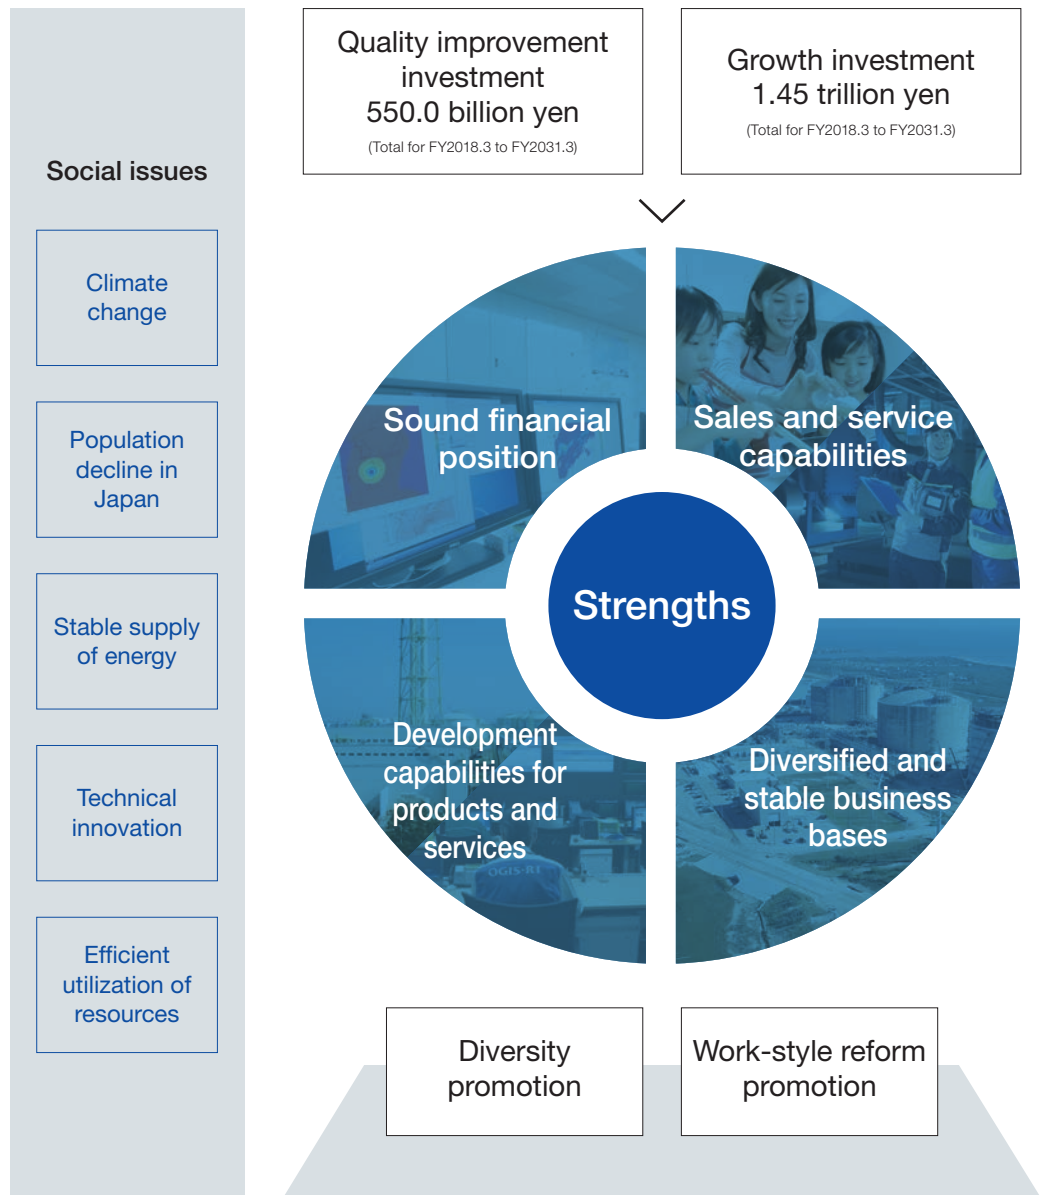 Social issues
Climate
change
Population
decline in
Japan
Stable supply
of energy
Technical
innovation
Efficient
utilization of
resources
Quality improvement
investment
550.0 billion yen
(Total for FY2018.3 to FY2031.3)
Growth investment
1.45 trillion yen
(Total for FY2018.3 to FY2031.3)
Sound financial
position
Sales and service
capabilities
Strengths
Development
capabilities for
products and
services
OGIS-RI
Diversified and
stable business
bases
Diversity
promotion
Work-style reform
promotion